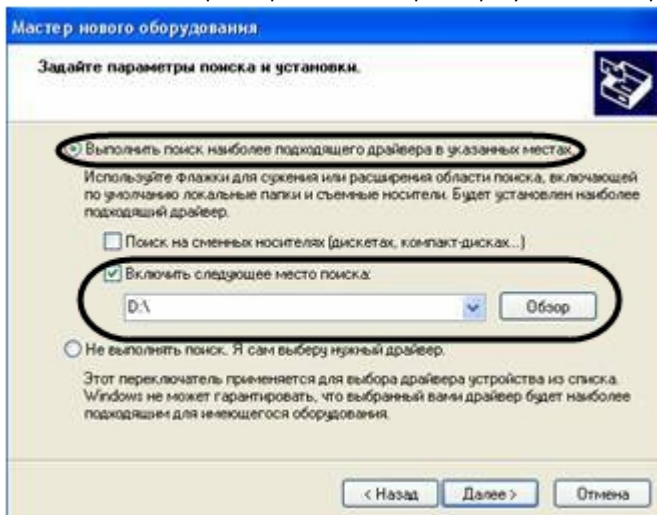 Мастер нового оборудования
Задайте параметры поиска и установки.
Выполнить поиск наиболее подходящего драйвера в указанных местах.
Используйте флажки для сужения или расширения области поиска, включающей
по умолчанию локальные папки и съемные носители. Будет установлен наиболее
подходящий драйвер.
Поиск на сменных носителях (дискетах, компакт-дисках...)
Включить следующее место поиска:
D:\
Обзор
Не выполнять поиск. Я сам выберу нужный драйвер.
Этот переключатель применяется для выбора драйвера устройства из списка.
Windows не может гарантировать, что выбранный вами драйвер будет наиболее
подходящим для имеющегося оборудования.
< Назад
Далее >
Отмена